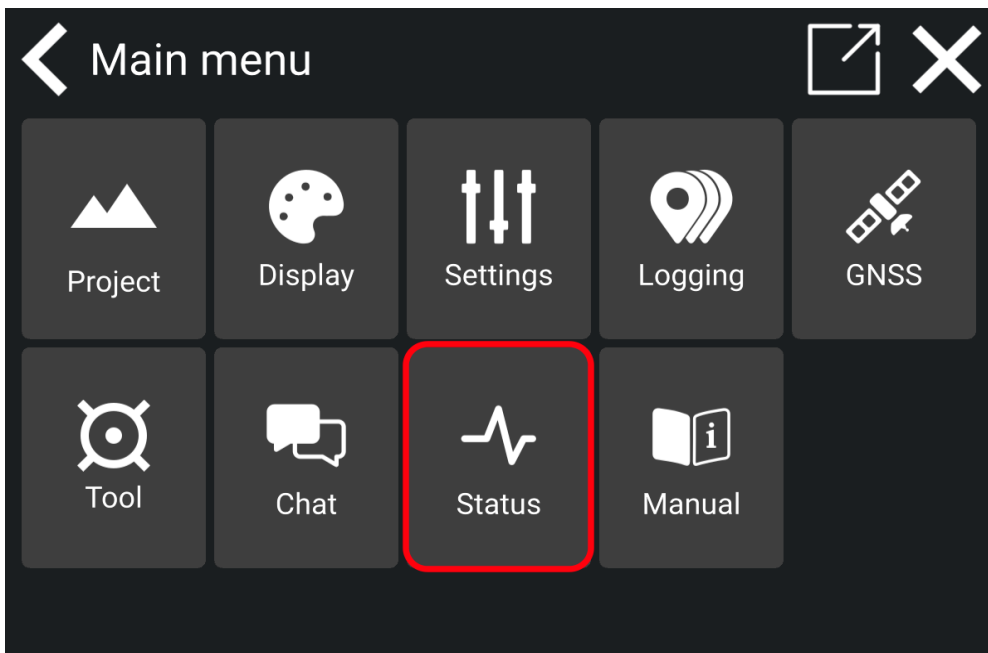 Main menu
Project
Display
Settings
Logging
GNSS
Tool
Chat
Status
i
Manual